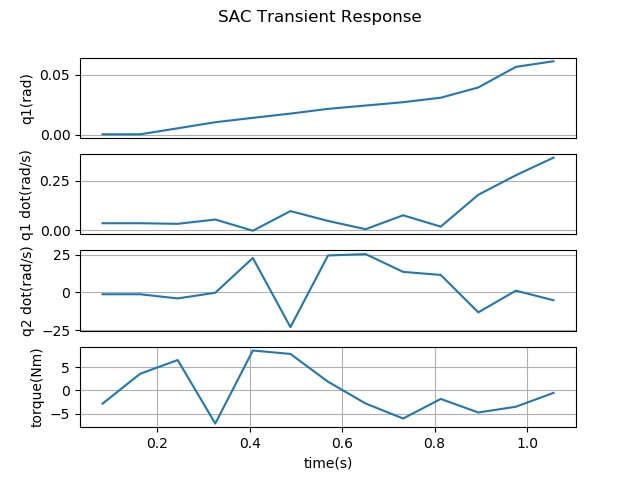 SAC Transient Response
q1(rad)
0.05
0.00
q1 dot(rad/s)
0.25
0.00
q2 dot(rad/s)
25
0
−25
torque(Nm)
5
0
−5
0.2 0.4 0.6 0.8 1.0
time(s)